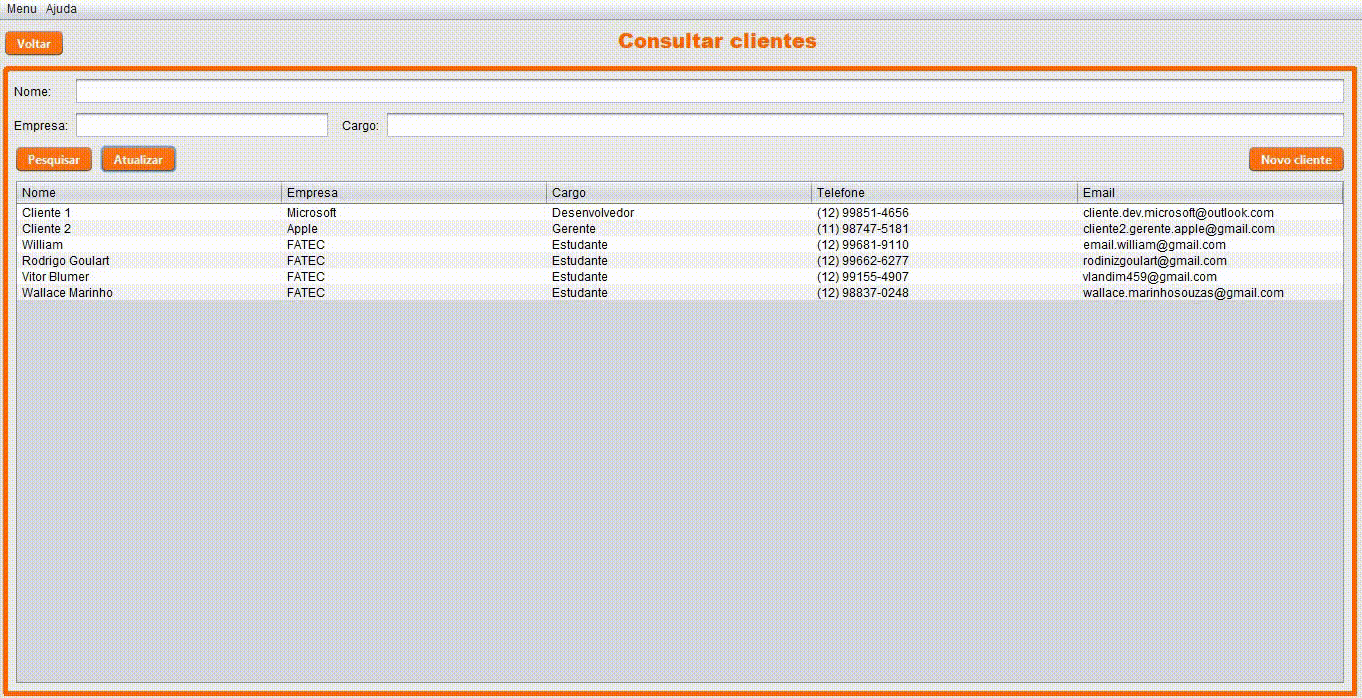 Menu Ajuda
Voltar Consultar clientes
Nome:
Empresa: Cargo:
Pesquisar Atualizar Novo cliente
Nome Empresa Cargo Telefone Email
Cliente 1 Microsoft Desenvolvedor (12) 99851-4656 cliente.dev.microsoft@outlook.com
Cliente 2 Apple Gerente (11) 98747-5181 cliente2.gerente.apple@gmail.com
William FATEC Estudante (12) 99681-9110 email.william@gmail.com
Rodrigo Goulart FATEC Estudante (12) 99662-6277 rodinizgoulart@gmail.com
Vitor Blumer FATEC Estudante (12) 99155-4907 vlandim459@gmail.com
Wallace Marinho FATEC Estudante (12) 98837-0248 wallace.marinhosouzas@gmail.com